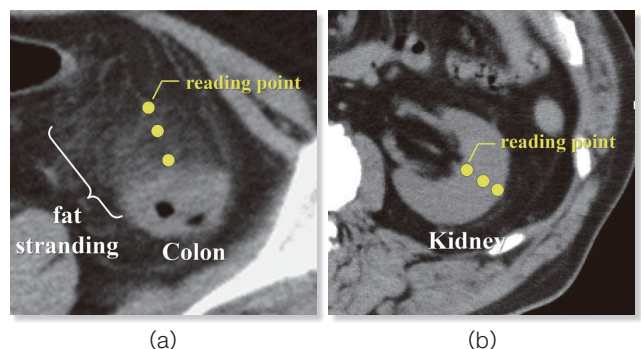 reading point
fat
stranding
Colon
(a)
reading point
Kidney
(b)